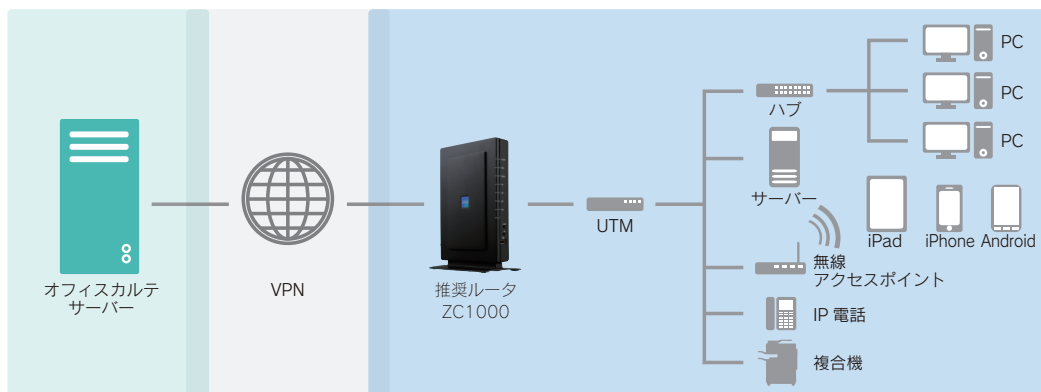 オフィスカルテ
サーバー
VPN
推奨ルータ
ZC1000
UTM
ハブ
PC
PC
PC
サーバー
iPad
iPhone
Android
無線
アクセスポイント
IP 電話
複合機